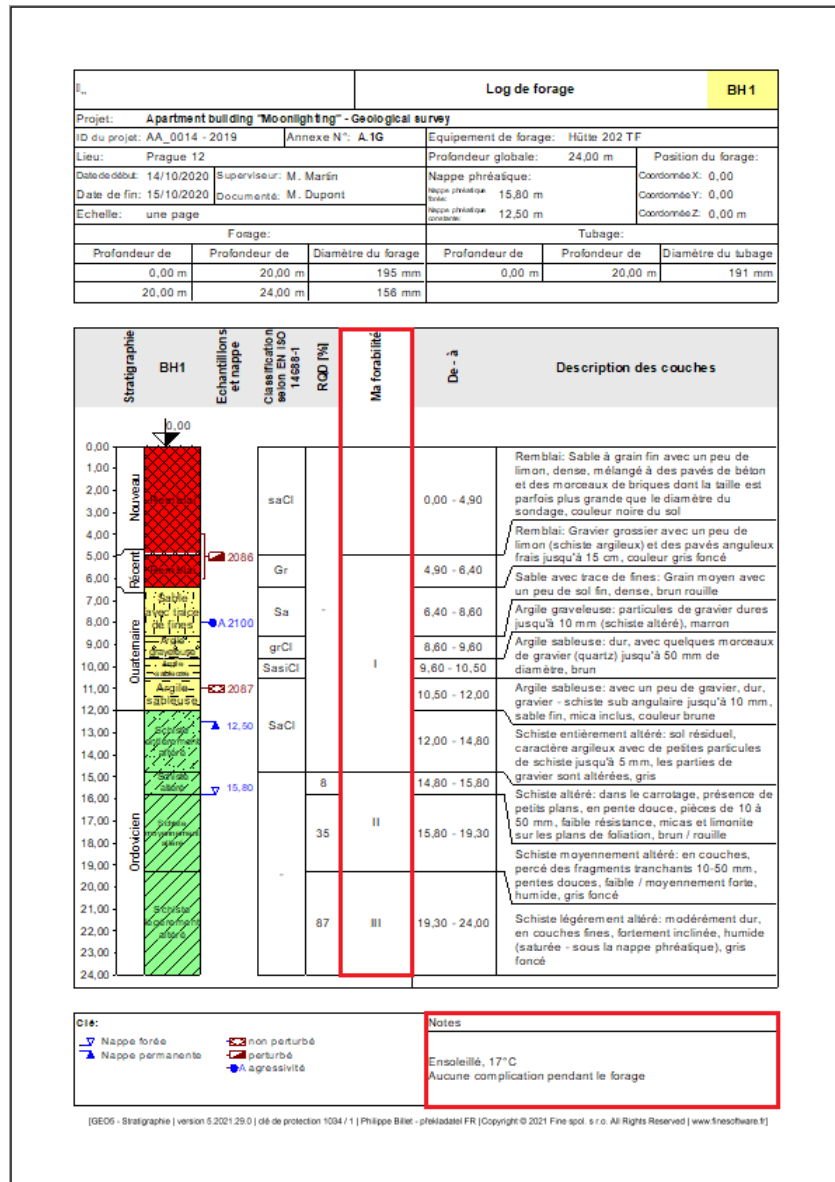 Log de forage
BH1
Projet: Apartment building "Moonlighting" - Geological survey
ID du projet: AA_0014 - 2019 Annexe N°: A.1G Equipement de forage: Hütte 202 TF
Lieu: Prague 12 Profondeur globale: 24,00 m Position du forage:
Date de début: 14/10/2020 Superviseur: M. Martin Nappe phréatique: Coordonnée X: 0,00
Date de fin: 15/10/2020 Documenté: M. Dupont Nappe phréatique forée: 15,80 m Coordonnée Y: 0,00
Echelle: une page Nappe phréatique constante: 12,50 m Coordonnée Z: 0,00 m
Forage: Tubage:
Profondeur de Profondeur de Diamètre du forage Profondeur de Profondeur de Diamètre du tubage
0,00 m 20,00 m 195 mm 0,00 m 20,00 m 191 mm
20,00 m 24,00 m 156 mm
Stratigraphie
BH1
Echantillons et nappe
Classification selon EN ISO 14688-1
RQD [%]
Ma forabilité
De - à
Description des couches
0,00
0,00
1,00
2,00
3,00
4,00
5,00
6,00
7,00
8,00
9,00
10,00
11,00
12,00
13,00
14,00
15,00
16,00
17,00
18,00
19,00
20,00
21,00
22,00
23,00
24,00
Nouveau
Récent
Quaternaire
Ordovicien
Sable
avec trace
de fines
Argile
graveleuse
Argile
sableuse
Schiste
entièrement
altéré
Schiste
altéré
Schiste
moyennement
altéré
Schiste
légèrement
altéré
2086
A 2100
2087
12,50
15,80
saCl
Gr
Sa
grCl
SasiCl
SaCl
-
-
8
35
87
I
II
III
0,00 - 4,90
4,90 - 6,40
6,40 - 8,60
8,60 - 9,60
9,60 - 10,50
10,50 - 12,00
12,00 - 14,80
14,80 - 15,80
15,80 - 19,30
19,30 - 24,00
Remblai: Sable à grain fin avec un peu de
limon, dense, mélangé à des pavés de béton
et des morceaux de briques dont la taille est
parfois plus grande que le diamètre du
sondage, couleur noire du sol
Remblai: Gravier grossier avec un peu de
limon (schiste argileux) et des pavés anguleux
frais jusqu'à 15 cm, couleur gris foncé
Sable avec trace de fines: Grain moyen avec
un peu de sol fin, dense, brun rouille
Argile graveleuse: particules de gravier dures
jusqu'à 10 mm (schiste altéré), marron
Argile sableuse: dur, avec quelques morceaux
de gravier (quartz) jusqu'à 50 mm de
diamètre, brun
Argile sableuse: avec un peu de gravier, dur,
gravier - schiste sub angulaire jusqu'à 10 mm,
sable fin, mica inclus, couleur brune
Schiste entièrement altéré: sol résiduel,
caractère argileux avec de petites particules
de schiste jusqu'à 5 mm, les parties de
gravier sont altérées, gris
Schiste altéré: dans le carrotage, présence de
petits plans, en pente douce, pièces de 10 à
50 mm, faible résistance, micas et limonite
sur les plans de foliation, brun / rouille
Schiste moyennement altéré: en couches,
percé des fragments tranchants 10-50 mm,
pentes douces, faible / moyennement forte,
humide, gris foncé
Schiste légérement altéré: modérément dur,
en couches fines, fortement inclinée, humide
(saturée - sous la nappe phréatique), gris
foncé
Clé:
Nappe forée
Nappe permanente
non perturbé
perturbé
A agressivité
Notes
Ensoleillé, 17°C
Aucune complication pendant le forage
[GEO5 - Stratigraphie | version 5.2021.29.0 | clé de protection 1034 / 1 | Philippe Billet - překladatel FR | Copyright © 2021 Fine spol. s r.o. All Rights Reserved | www.finesoftware.fr]